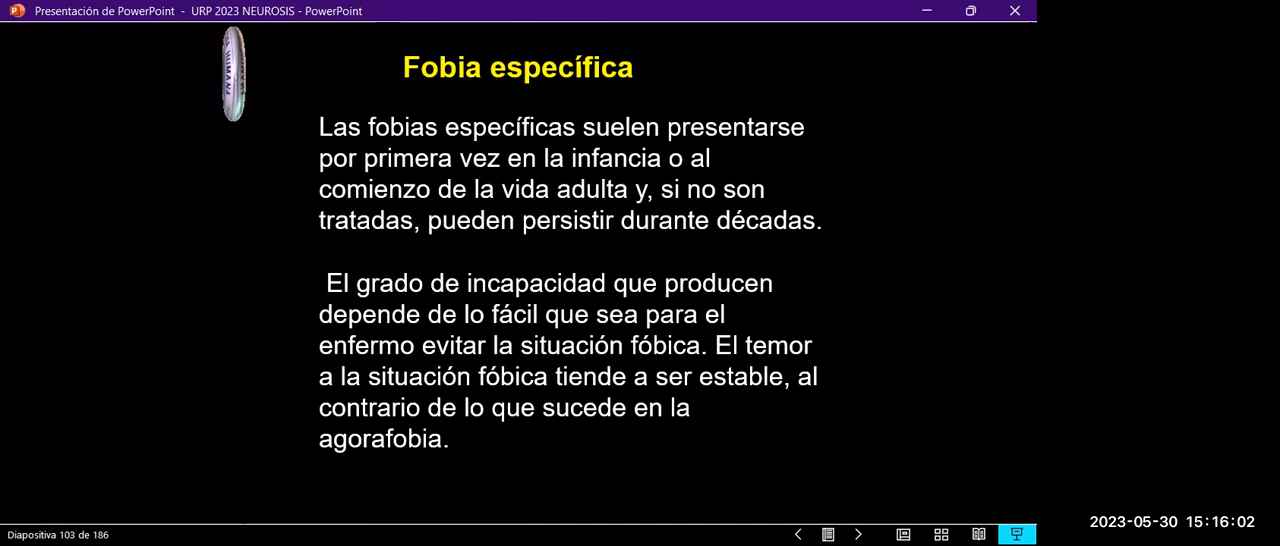 Presentación de PowerPoint - URP 2023 NEUROSIS - PowerPoint
HUMANA
Fobia específica
Las fobias específicas suelen presentarse
por primera vez en la infancia o al
comienzo de la vida adulta y, si no son
tratadas, pueden persistir durante décadas.
El grado de incapacidad que producen
depende de lo fácil que sea para el
enfermo evitar la situación fóbica. El temor
a la situación fóbica tiende a ser estable, al
contrario de lo que sucede en la
agorafobia.
Diapositiva 103 de 186
2023-05-30 15:16:02